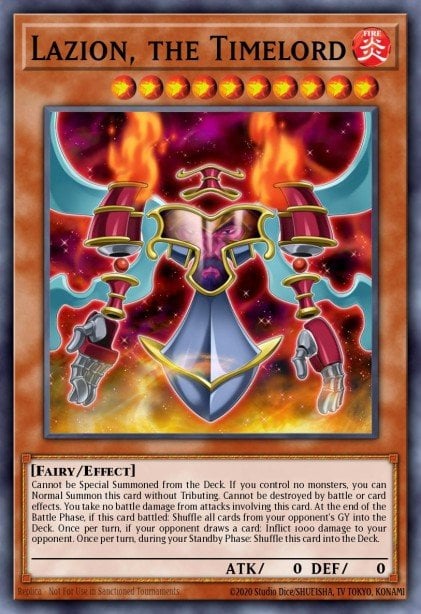 LAZION, THE TIMELORD
FIRE
炎
[FAIRY/EFFECT]
Cannot be Special Summoned from the Deck. If you control no monsters, you can
Normal Summon this card without Tributing. Cannot be destroyed by battle or card
effects. You take no battle damage from attacks involving this card. At the end of the
Battle Phase, if this card battled: Shuffle all cards from your opponent's GY into the
Deck. Once per turn, if your opponent draws a card: Inflict 1000 damage to your
opponent. Once per turn, during your Standby Phase: Shuffle this card into the Deck.
ATK/ 0 DEF/ 0
Replica - Not For Use in Sanctioned Tournaments
©2020 Studio Dice/SHUEISHA, TV TOKYO, KONAMI